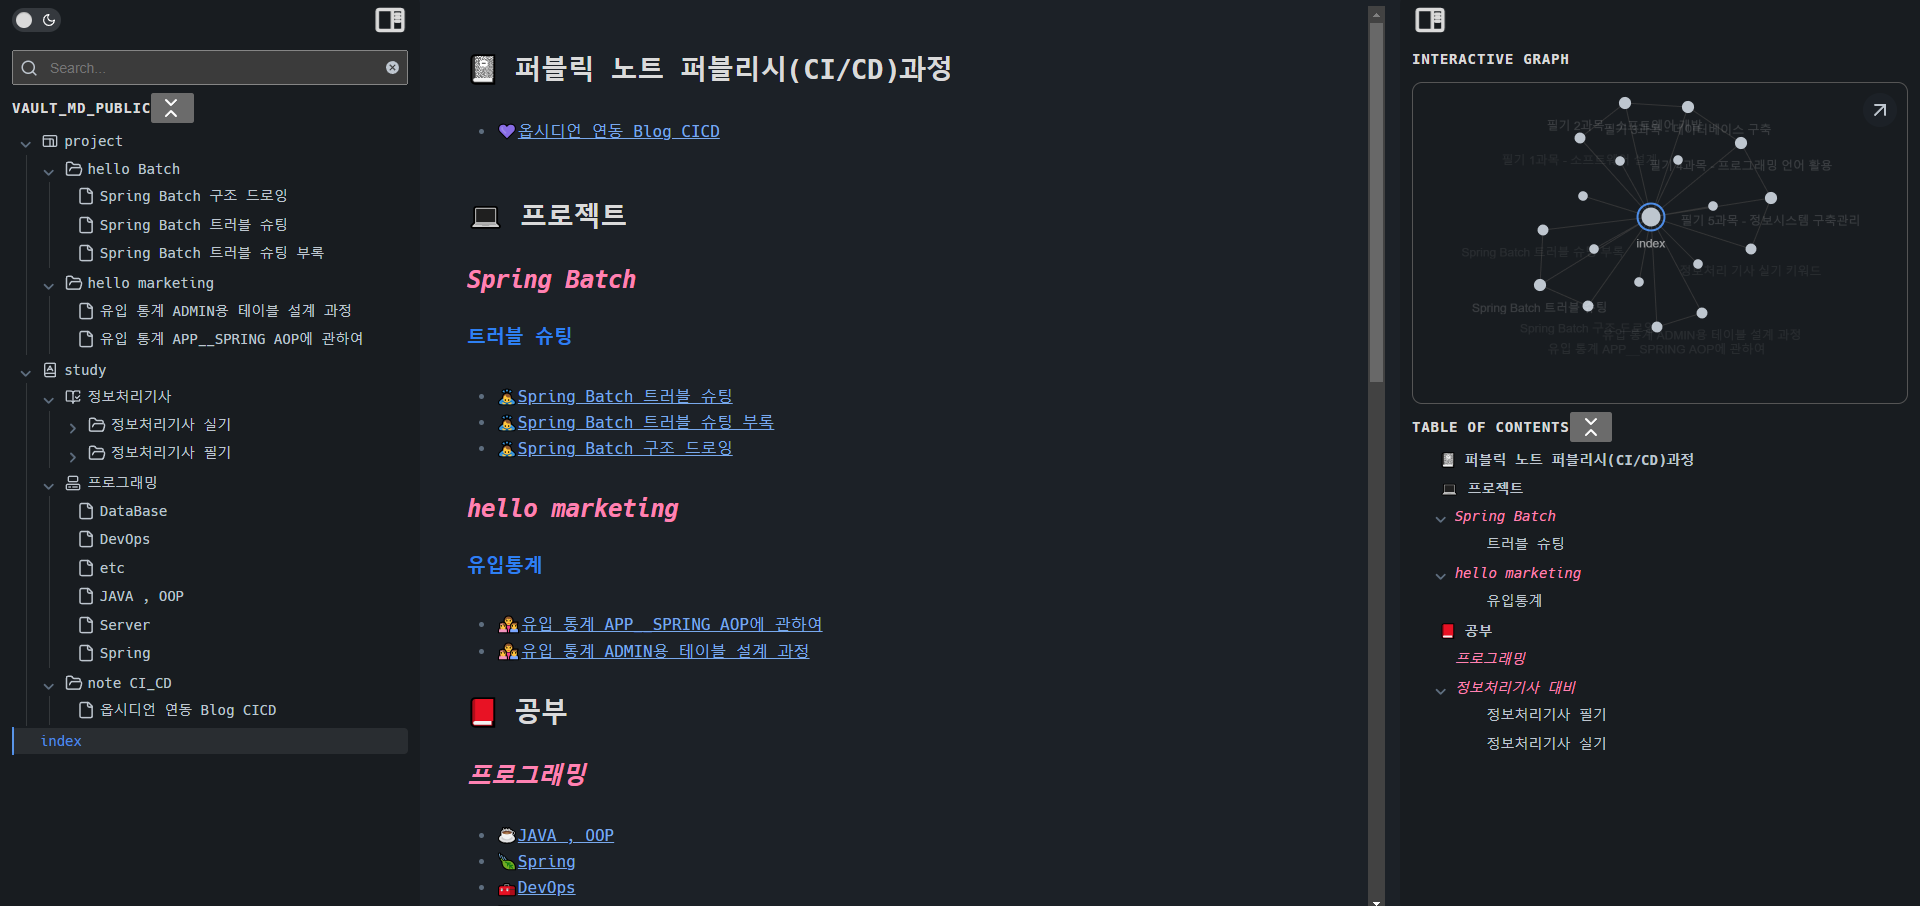 Search...
VAULT_MD_PUBLIC
project
hello Batch
Spring Batch 구조 드로잉
Spring Batch 트러블 슈팅
Spring Batch 트러블 슈팅 부록
hello marketing
유입 통계 ADMIN용 테이블 설계 과정
유입 통계 APP__SPRING AOP에 관하여
study
정보처리기사
정보처리기사 실기
정보처리기사 필기
프로그래밍
DataBase
DevOps
etc
JAVA , OOP
Server
Spring
note CI_CD
옵시디언 연동 Blog CICD
index
퍼블릭 노트 퍼블리시(CI/CD)과정
옵시디언 연동 Blog CICD
프로젝트
Spring Batch
트러블 슈팅
Spring Batch 트러블 슈팅
Spring Batch 트러블 슈팅 부록
Spring Batch 구조 드로잉
hello marketing
유입통계
유입 통계 APP__SPRING AOP에 관하여
유입 통계 ADMIN용 테이블 설계 과정
공부
프로그래밍
JAVA , OOP
Spring
DevOps
INTERACTIVE GRAPH
필기 2과목 - 소프트웨어 개발
데이터베이스 구축
필기 1과목 - 소프트웨어 설계
필기 4과목 - 프로그래밍 언어 활용
필기 5과목 - 정보시스템 구축관리
index
Spring Batch 트러블 슈팅 부록
정보처리 기사 실기 키워드
Spring Batch 트러블 슈팅
Spring Batch 구조 드로잉
유입 통계 ADMIN용 테이블 설계 과정
유입 통계 APP__SPRING AOP에 관하여
TABLE OF CONTENTS
퍼블릭 노트 퍼블리시(CI/CD)과정
프로젝트
Spring Batch
트러블 슈팅
hello marketing
유입통계
공부
프로그래밍
정보처리기사 대비
정보처리기사 필기
정보처리기사 실기